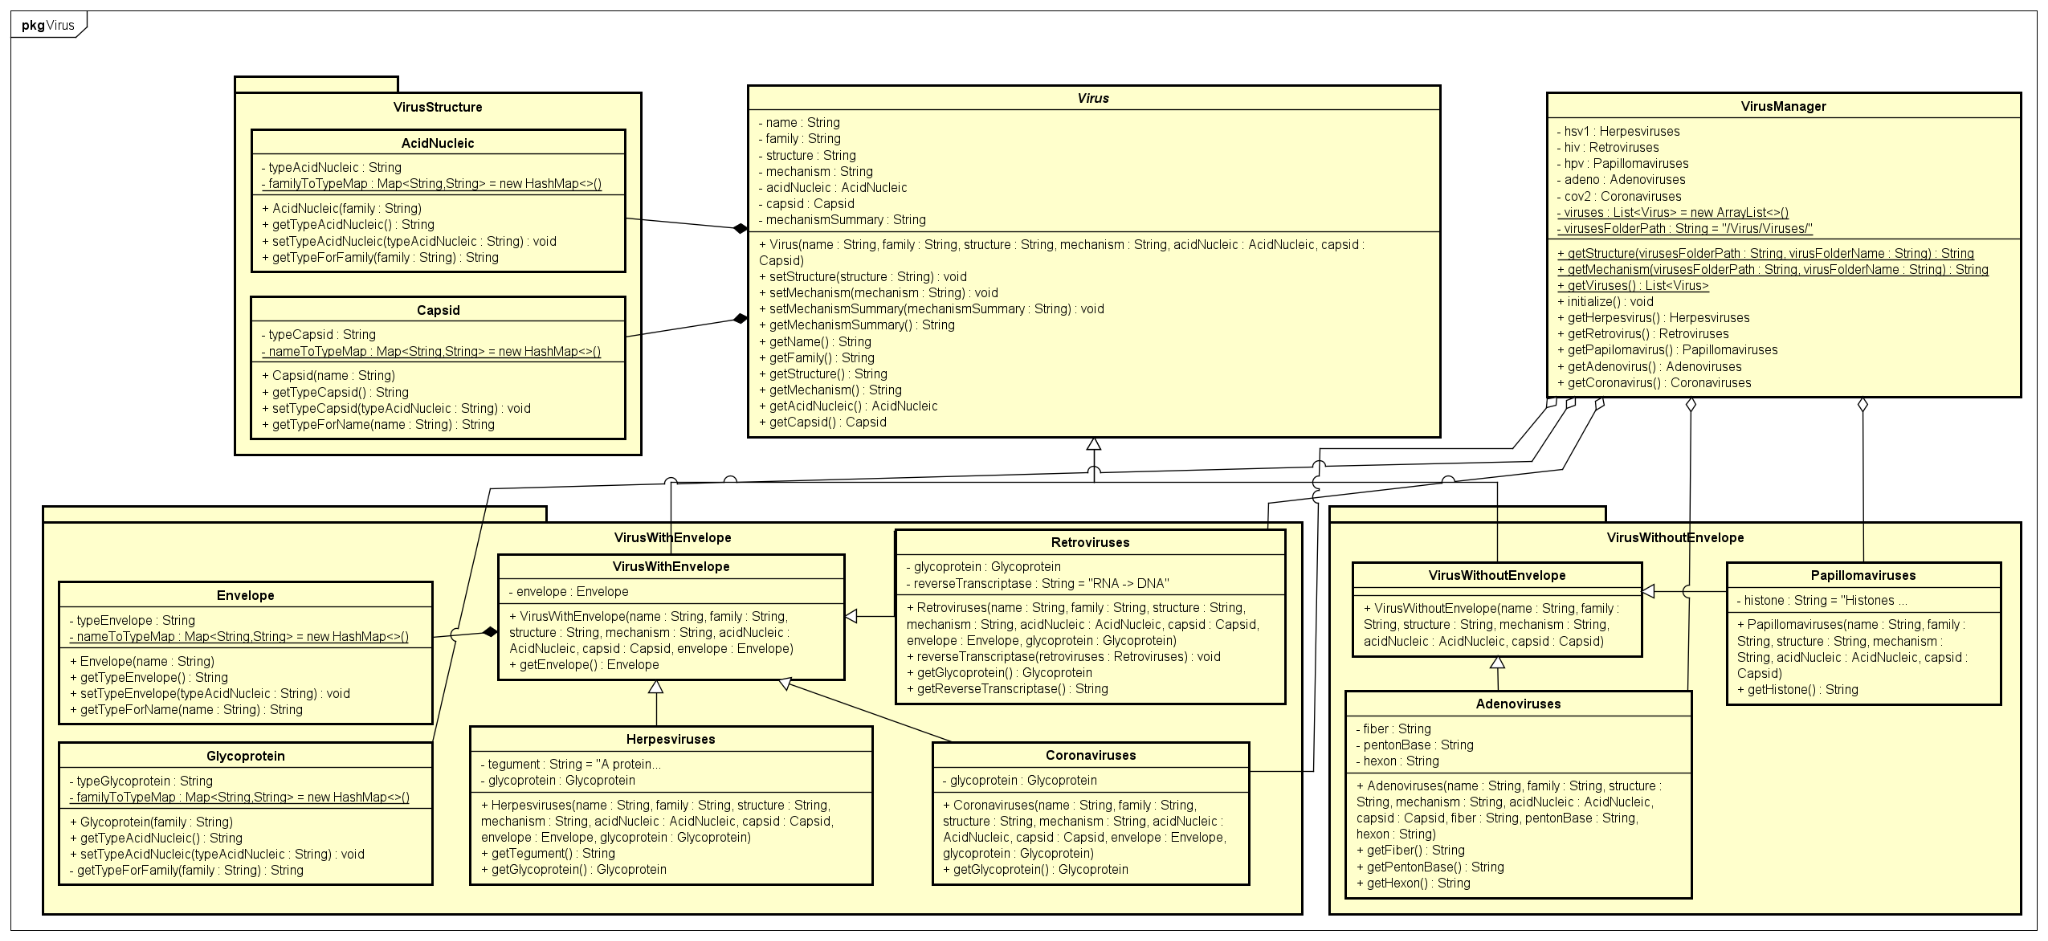 pkg Virus
VirusStructure
AcidNucleic
- typeAcidNucleic : String
- familyToTypeMap : Map<String,String> = new HashMap<>()
+ AcidNucleic(family : String)
+ getTypeAcidNucleic() : String
+ setTypeAcidNucleic(typeAcidNucleic : String) : void
+ getTypeForFamily(family : String) : String
Capsid
- typeCapsid : String
- nameToTypeMap : Map<String,String> = new HashMap<>()
+ Capsid(name : String)
+ getTypeCapsid() : String
+ setTypeCapsid(typeAcidNucleic : String) : void
+ getTypeForName(name : String) : String
Virus
- name : String
- family : String
- structure : String
- mechanism : String
- acidNucleic : AcidNucleic
- capsid : Capsid
- mechanismSummary : String
+ Virus(name : String, family : String, structure : String, mechanism : String, acidNucleic : AcidNucleic, capsid :
Capsid)
+ setStructure(structure : String) : void
+ setMechanism(mechanism : String) : void
+ setMechanismSummary(mechanismSummary : String) : void
+ getMechanismSummary() : String
+ getName() : String
+ getFamily() : String
+ getStructure() : String
+ getMechanism() : String
+ getAcidNucleic() : AcidNucleic
+ getCapsid() : Capsid
VirusManager
- hsv1 : Herpesviruses
- hiv : Retroviruses
- hpv : Papillomaviruses
- adeno : Adenoviruses
- cov2 : Coronaviruses
- viruses : List<Virus> = new ArrayList<>()
- virusesFolderPath : String = "/Virus/Viruses/"
+ getStructure(virusesFolderPath : String, virusFolderName : String) : String
+ getMechanism(virusesFolderPath : String, virusFolderName : String) : String
+ getViruses() : List<Virus>
+ initialize() : void
+ getHerpesvirus() : Herpesviruses
+ getRetrovirus() : Retroviruses
+ getPapilomavirus() : Papillomaviruses
+ getAdenovirus() : Adenoviruses
+ getCoronavirus() : Coronaviruses
VirusWithEnvelope
Envelope
- typeEnvelope : String
- nameToTypeMap : Map<String,String> = new HashMap<>()
+ Envelope(name : String)
+ getTypeEnvelope() : String
+ setTypeEnvelope(typeAcidNucleic : String) : void
+ getTypeForName(name : String) : String
Glycoprotein
- typeGlycoprotein : String
- familyToTypeMap : Map<String,String> = new HashMap<>()
+ Glycoprotein(family : String)
+ getTypeAcidNucleic() : String
+ setTypeAcidNucleic(typeAcidNucleic : String) : void
- getTypeForFamily(family : String) : String
VirusWithEnvelope
- envelope : Envelope
+ VirusWithEnvelope(name : String, family : String,
structure : String, mechanism : String, acidNucleic :
AcidNucleic, capsid : Capsid, envelope : Envelope)
+ getEnvelope() : Envelope
Retroviruses
- glycoprotein : Glycoprotein
- reverseTranscriptase : String = "RNA -> DNA"
+ Retroviruses(name : String, family : String, structure : String,
mechanism : String, acidNucleic : AcidNucleic, capsid : Capsid,
envelope : Envelope, glycoprotein : Glycoprotein)
+ reverseTranscriptase(retroviruses : Retroviruses) : void
+ getGlycoprotein() : Glycoprotein
+ getReverseTranscriptase() : String
Herpesviruses
- tegument : String = "A protein...
- glycoprotein : Glycoprotein
+ Herpesviruses(name : String, family : String, structure : String,
mechanism : String, acidNucleic : AcidNucleic, capsid : Capsid,
envelope : Envelope, glycoprotein : Glycoprotein)
+ getTegument() : String
+ getGlycoprotein() : Glycoprotein
Coronaviruses
- glycoprotein : Glycoprotein
+ Coronaviruses(name : String, family : String,
structure : String, mechanism : String, acidNucleic :
AcidNucleic, capsid : Capsid, envelope : Envelope,
glycoprotein : Glycoprotein)
+ getGlycoprotein() : Glycoprotein
VirusWithoutEnvelope
VirusWithoutEnvelope
+ VirusWithoutEnvelope(name : String, family :
String, structure : String, mechanism : String,
acidNucleic : AcidNucleic, capsid : Capsid)
Papillomaviruses
- histone : String = "Histones ...
+ Papillomaviruses(name : String, family :
String, structure : String, mechanism :
String, acidNucleic : AcidNucleic, capsid :
Capsid)
+ getHistone() : String
Adenoviruses
- fiber : String
- pentonBase : String
- hexon : String
+ Adenoviruses(name : String, family : String, structure :
String, mechanism : String, acidNucleic : AcidNucleic,
capsid : Capsid, fiber : String, pentonBase : String,
hexon : String)
+ getFiber() : String
+ getPentonBase() : String
+ getHexon() : String